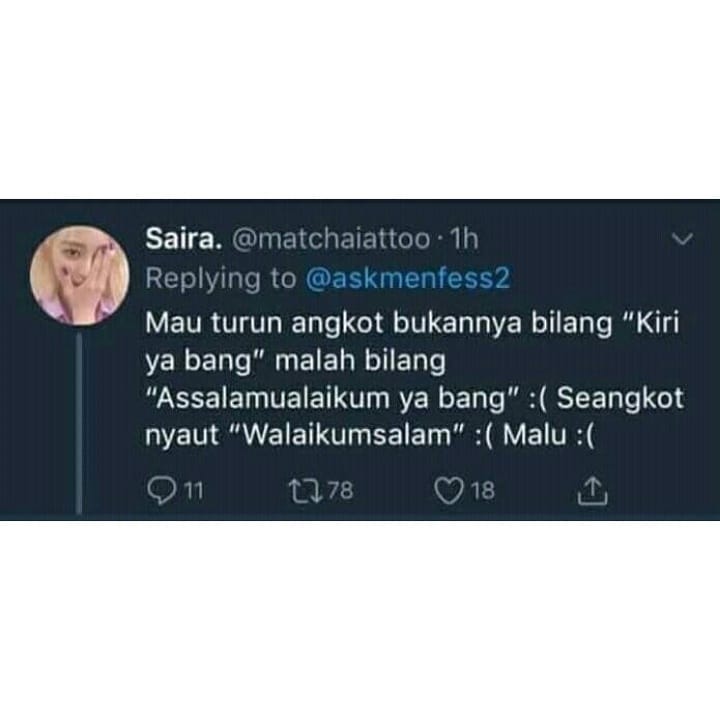 Saira. @matchaiattoo · 1h
Replying to @askmenfess2
Mau turun angkot bukannya bilang "Kiri
ya bang" malah bilang
"Assalamualaikum ya bang" :( Seangkot
nyaut "Walaikumsalam" :( Malu :(
11 78 18